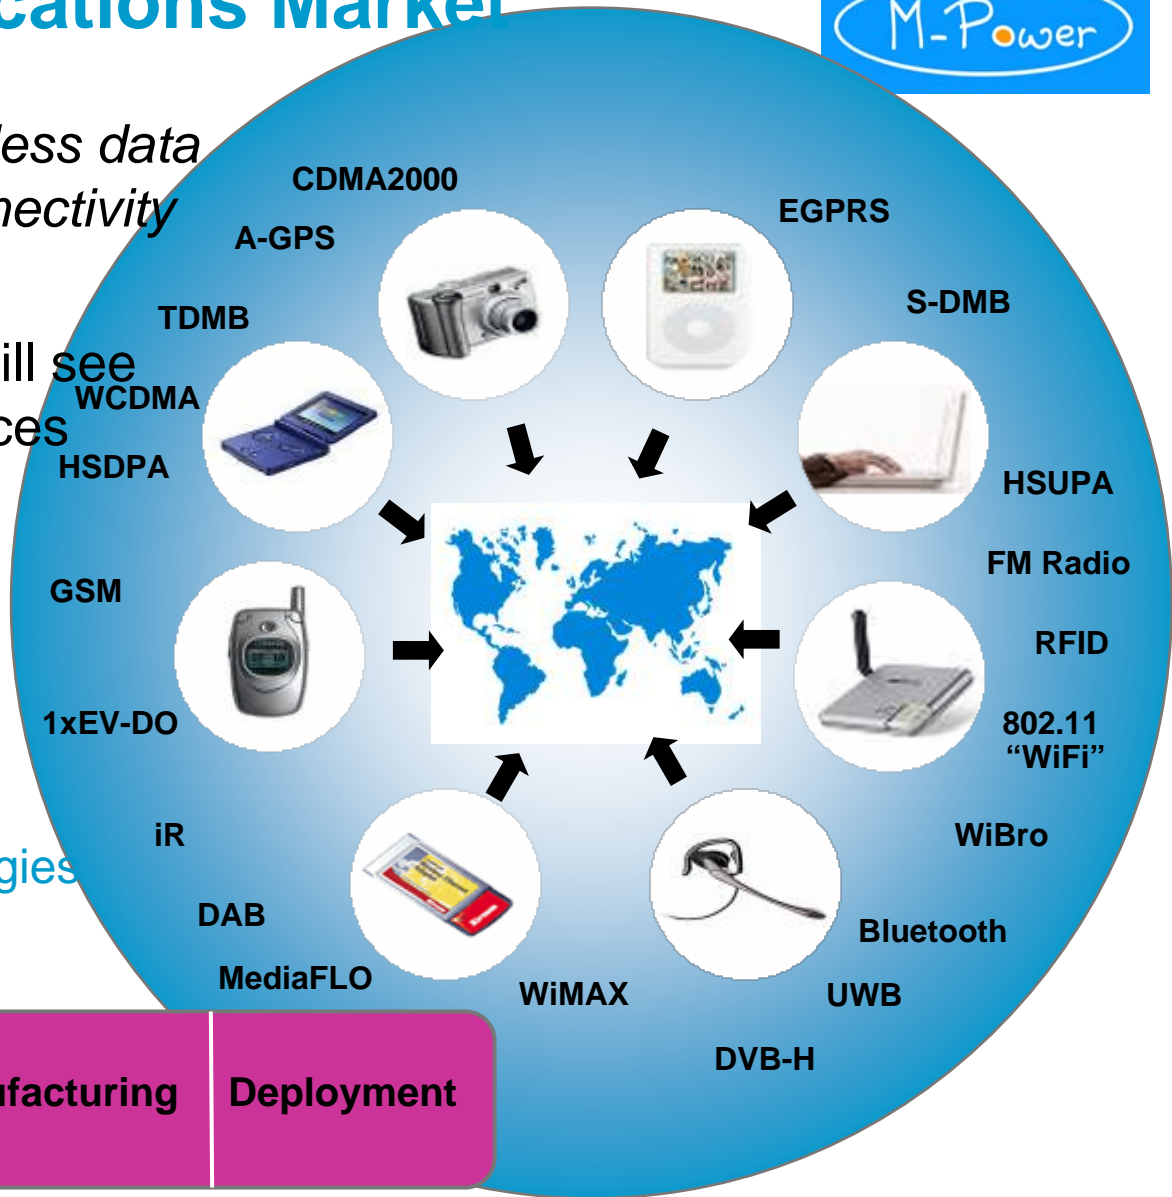 cations Market
M-Power
less data
nectivity
CDMA2000
EGPRS
A-GPS
S-DMB
TDMB
ill see
WCDMA
ces
HSDPA
HSUPA
FM Radio
GSM
RFID
1xEV-DO
802.11
“WiFi”
iR
WiBro
gies
DAB
Bluetooth
MediaFLO
WiMAX
UWB
DVB-H
ufacturing
Deployment